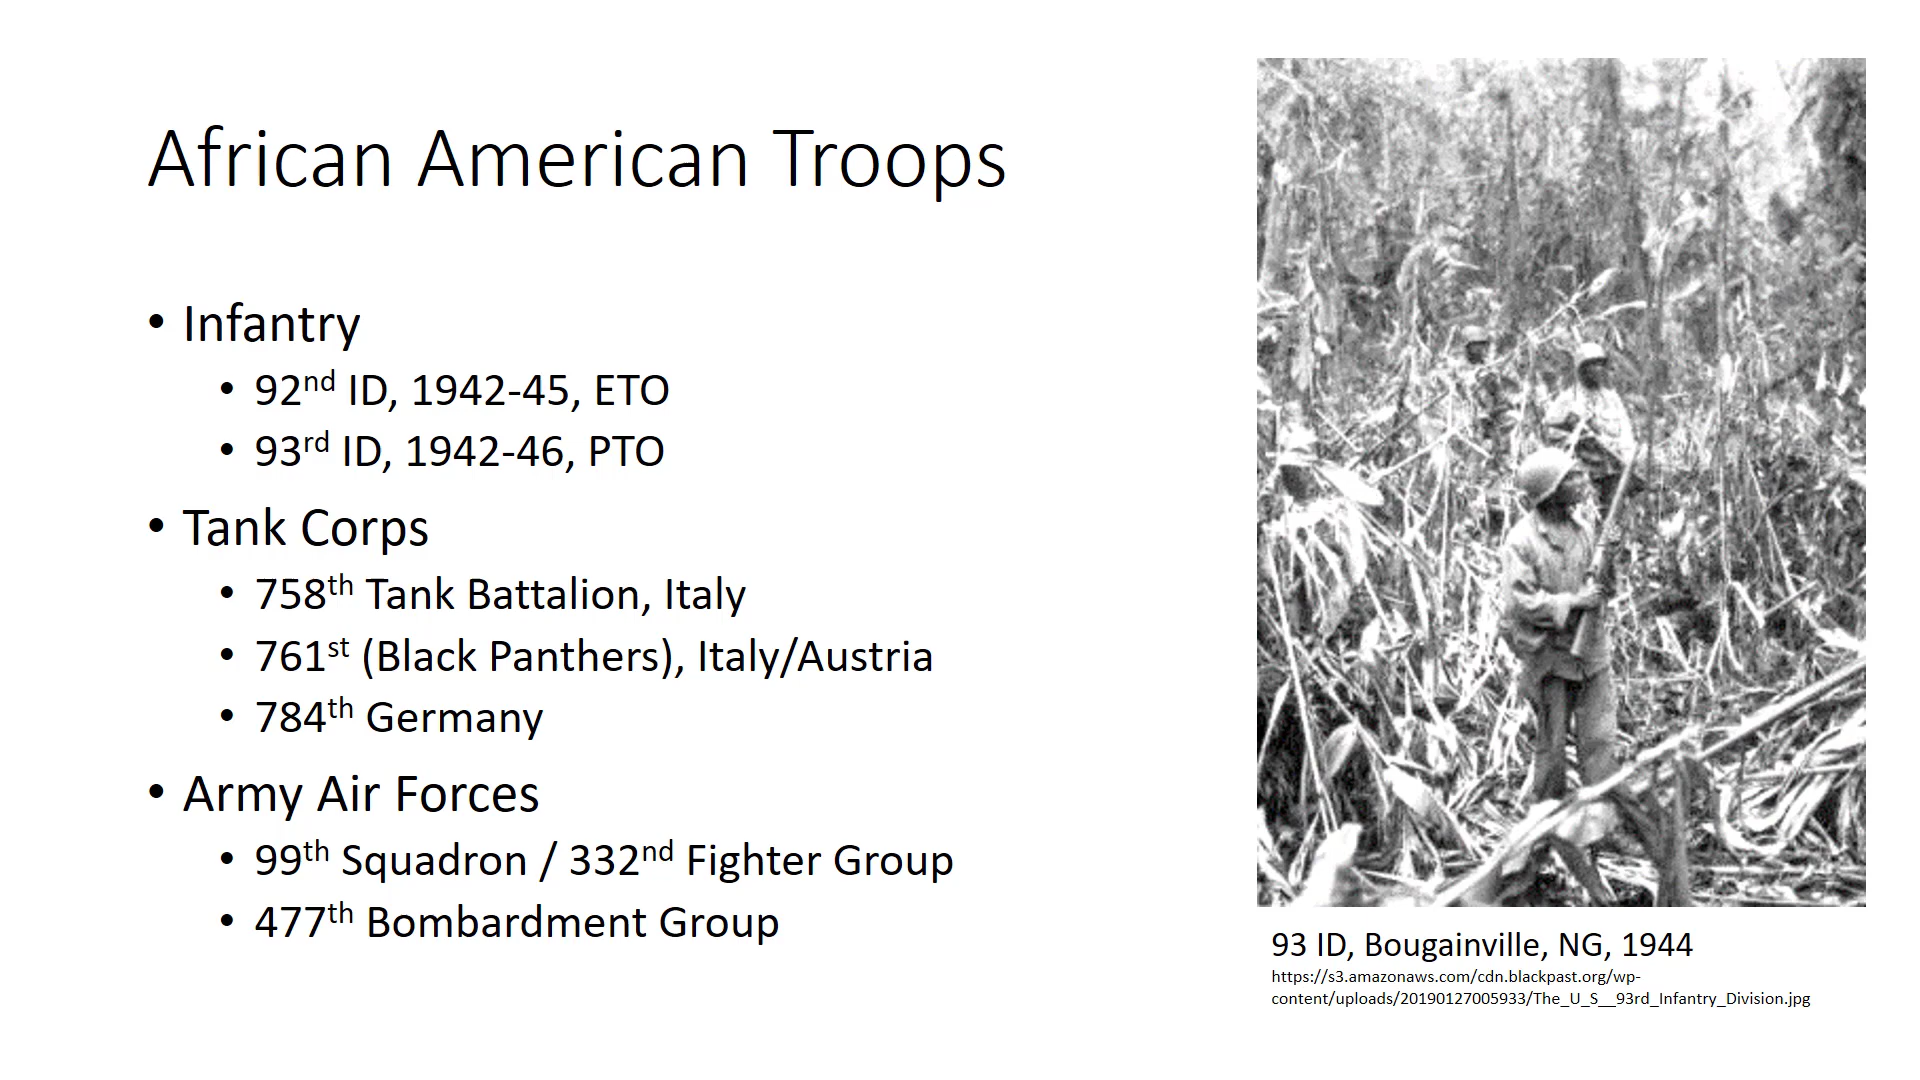 African American Troops
• Infantry
• 92nd ID, 1942-45, ETO
• 93rd ID, 1942-46, PTO
• Tank Corps
• 758th Tank Battalion, Italy
• 761st (Black Panthers), Italy/Austria
• 784th Germany
• Army Air Forces
• 99th Squadron / 332nd Fighter Group
• 477th Bombardment Group
93 ID, Bougainville, NG, 1944
https://s3.amazonaws.com/cdn.blackpast.org/wp-
content/uploads/20190127005933/The_U_S__93rd_Infantry_Division.jpg